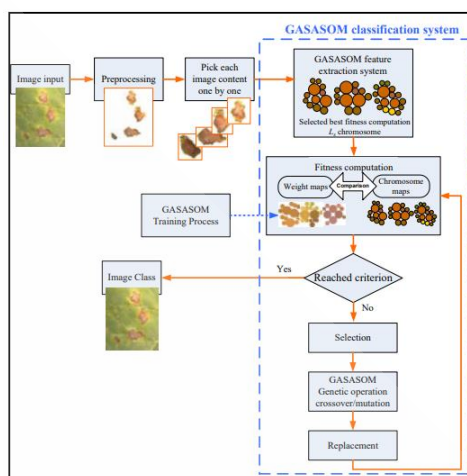 GASASOM classification system
Image input
Preprocessing
Pick each
image content
one by one
GASASOM feature
extraction system
Selected best fitness computation
Ls chromosome
Fitness computation
Weight maps
Comparison
Chromosome
maps
GASASOM
Training Process
Yes
Image Class
Reached criterion
No
Selection
GASASOM
Genetic operation
crossover/mutation
Replacement